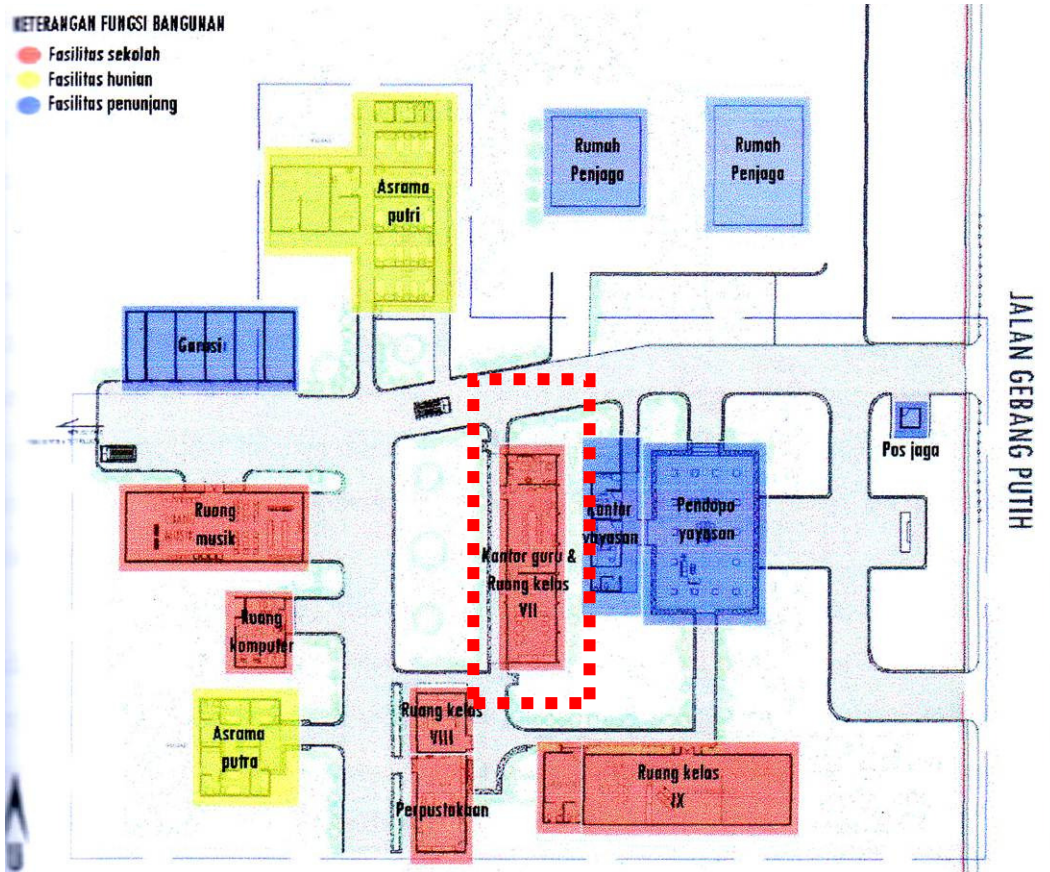 KETERANGAN FUNGSI BANGUNAN
Fasilitas sekolah
Fasilitas hunian
Fasilitas penunjang
Asrama
putri
Rumah
Penjaga
Rumah
Penjaga
Garasi
JALAN GEBANG PUTIH
Pos jaga
Ruang
musik
Kantor guru &
Ruang kelas
VII
Kantor
yayasan
Pendopo
yayasan
Ruang
komputer
Asrama
putra
Ruang kelas
VIII
Perpustakaan
Ruang kelas
IX
U